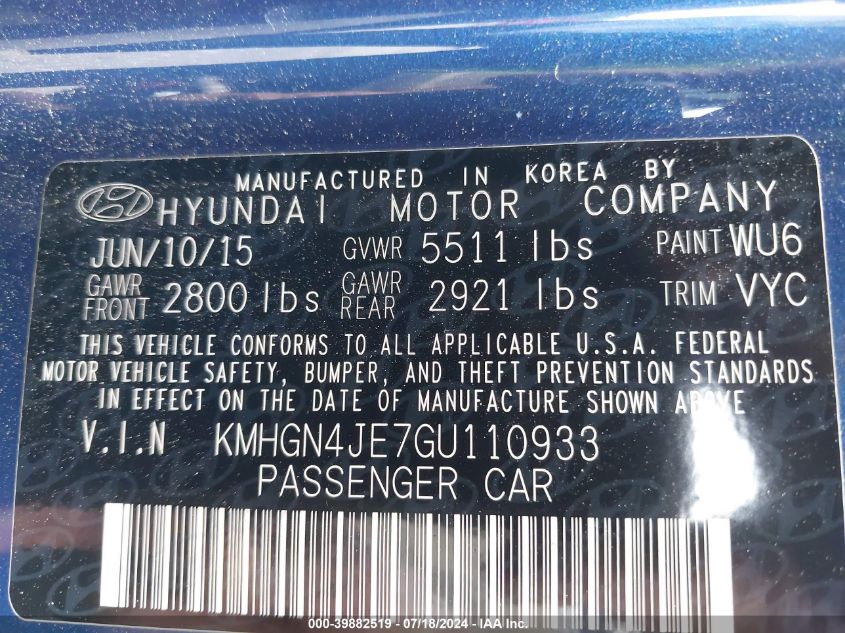 MANUFACTURED IN KOREA BY
HYUNDAI MOTOR COMPANY
JUN/10/15 GVWR 5511 lbs PAINT WU6
GAWR FRONT 2800 lbs GAWR REAR 2921 lbs TRIM VYC
THIS VEHICLE CONFORMS TO ALL APPLICABLE U.S.A. FEDERAL
MOTOR VEHICLE SAFETY, BUMPER, AND THEFT PREVENTION STANDARDS
IN EFFECT ON THE DATE OF MANUFACTURE SHOWN ABOVE
V.I.N KMHGN4JE7GU110933
PASSENGER CAR
000-39882519 - 07/18/2024 - IAA Inc.